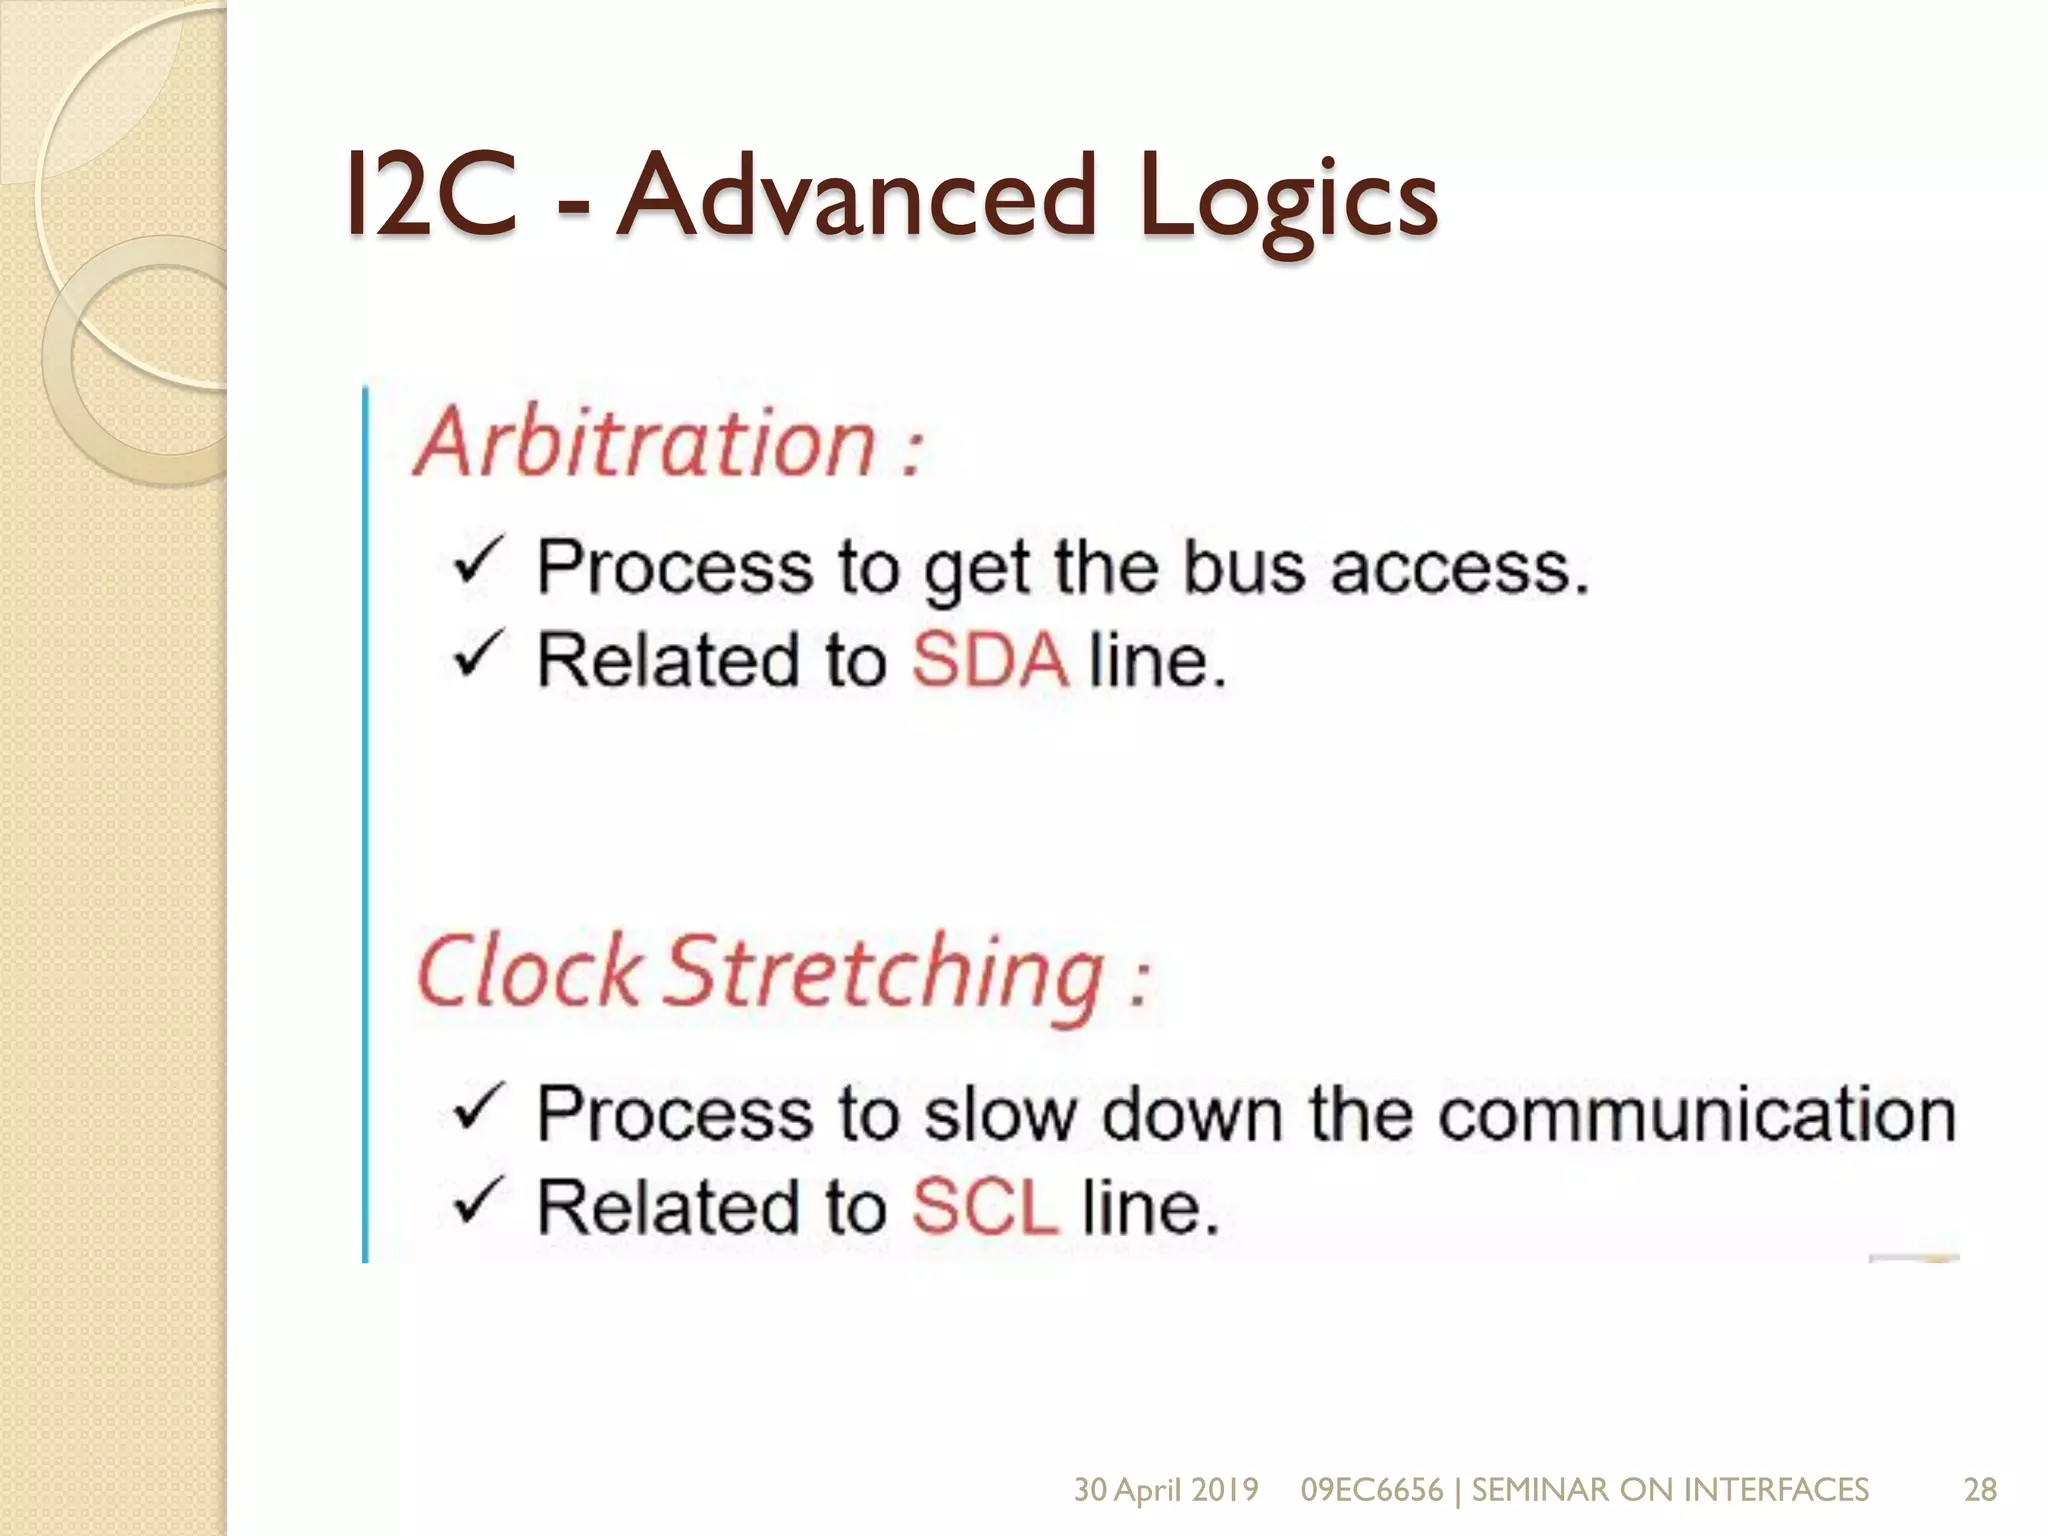 I2C - Advanced Logics
Arbitration :
✓ Process to get the bus access.
✓ Related to SDA line.
Clock Stretching :
✓ Process to slow down the communication
✓ Related to SCL line.
30 April 2019 09EC6656 | SEMINAR ON INTERFACES 28